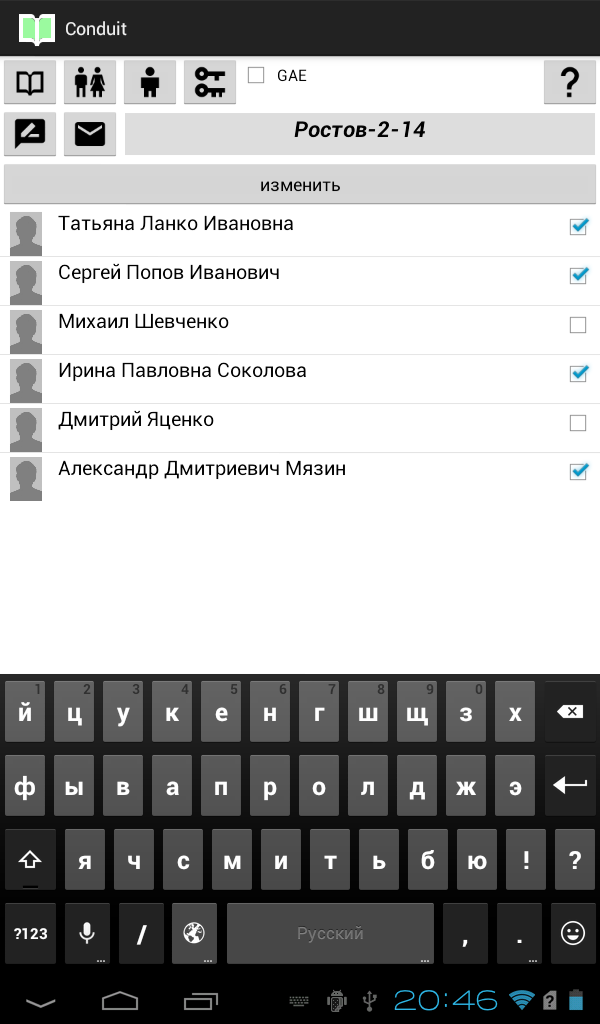 Conduit
GAE
?
Ростов-2-14
изменить
Татьяна Ланко Ивановна
Сергей Попов Иванович
Михаил Шевченко
Ирина Павловна Соколова
Дмитрий Яценко
Александр Дмитриевич Мязин
1 2 3 4 5 6 7 8 9 0
й ц у к е н г ш щ з х
ф ы в а п р о л д ж э
я ч с м и т ь б ю ! ?
?123 / Русский , .
20:46